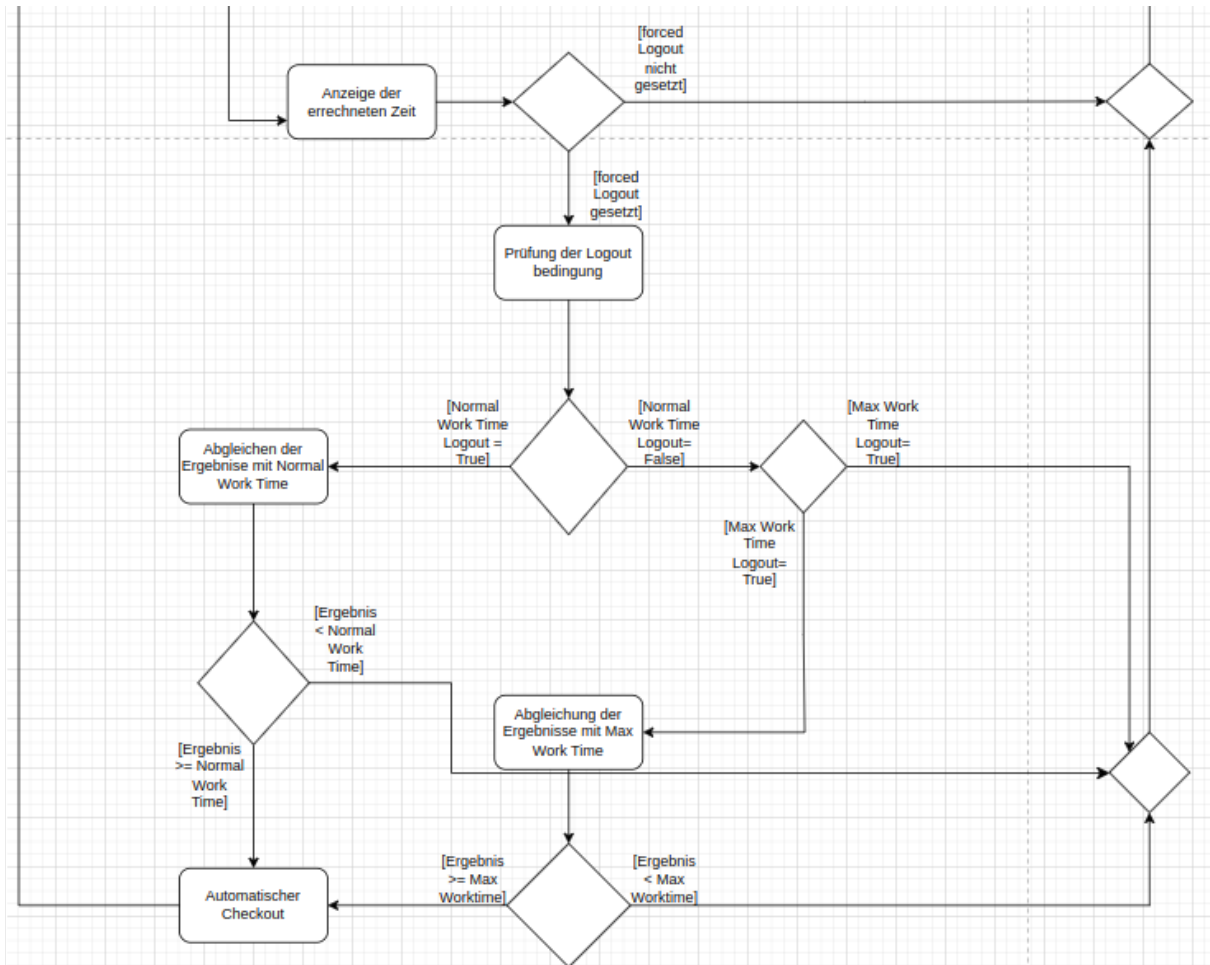 [forced
Logout
nicht
gesetzt]
Anzeige der
errechneten Zeit
[forced
Logout
gesetzt]
Prüfung der Logout
bedingung
[Normal
Work Time
Logout =
True]
[Normal
Work Time
Logout=
False]
[Max Work
Time
Logout=
True]
Abgleichen der
Ergebnise mit Normal
Work Time
[Max Work
Time
Logout=
True]
[Ergebnis
< Normal
Work
Time]
Abgleichung der
Ergebnisse mit Max
Work Time
[Ergebnis
>= Normal
Work
Time]
[Ergebnis
>= Max
Worktime]
[Ergebnis
< Max
Worktime]
Automatischer
Checkout